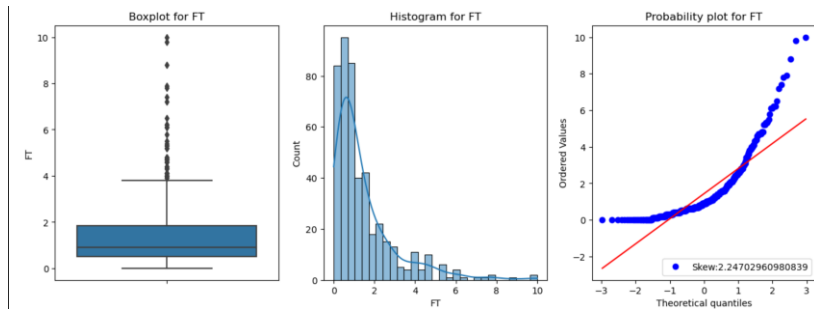 Boxplot for FT
10
8
6
4
2
0
FT
Histogram for FT
80
60
40
20
0
Count
0 2 4 6 8 10
FT
Probability plot for FT
10
8
6
4
2
0
−2
Ordered Values
Skew:2.24702960980839
−3 −2 −1 0 1 2 3
Theoretical quantiles